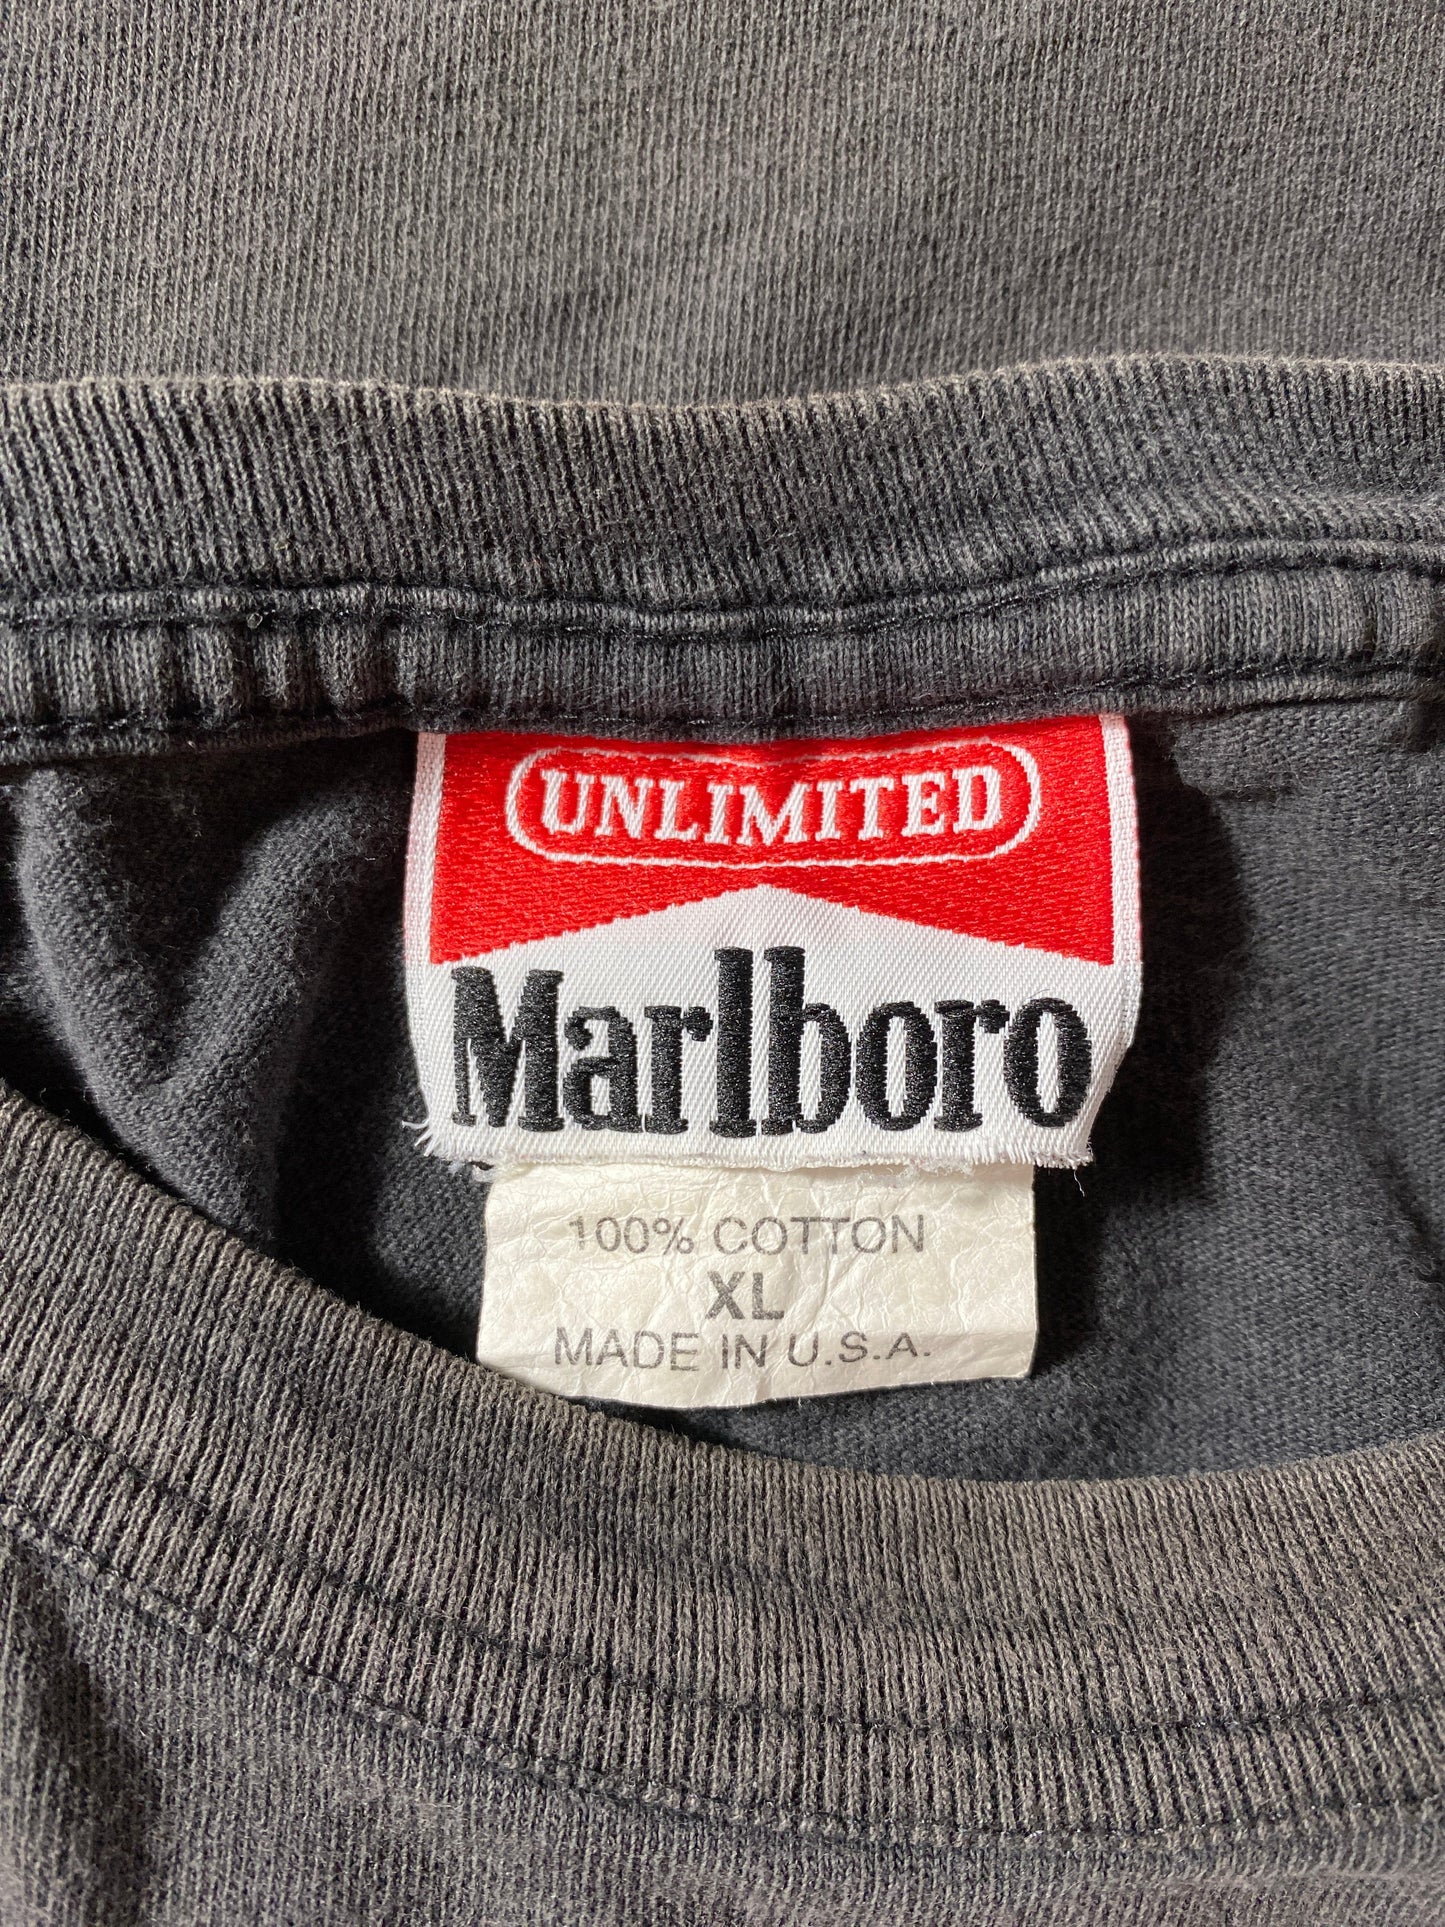 UNLIMITED
Marlboro
100% COTTON
XL
MADE IN U.S.A.